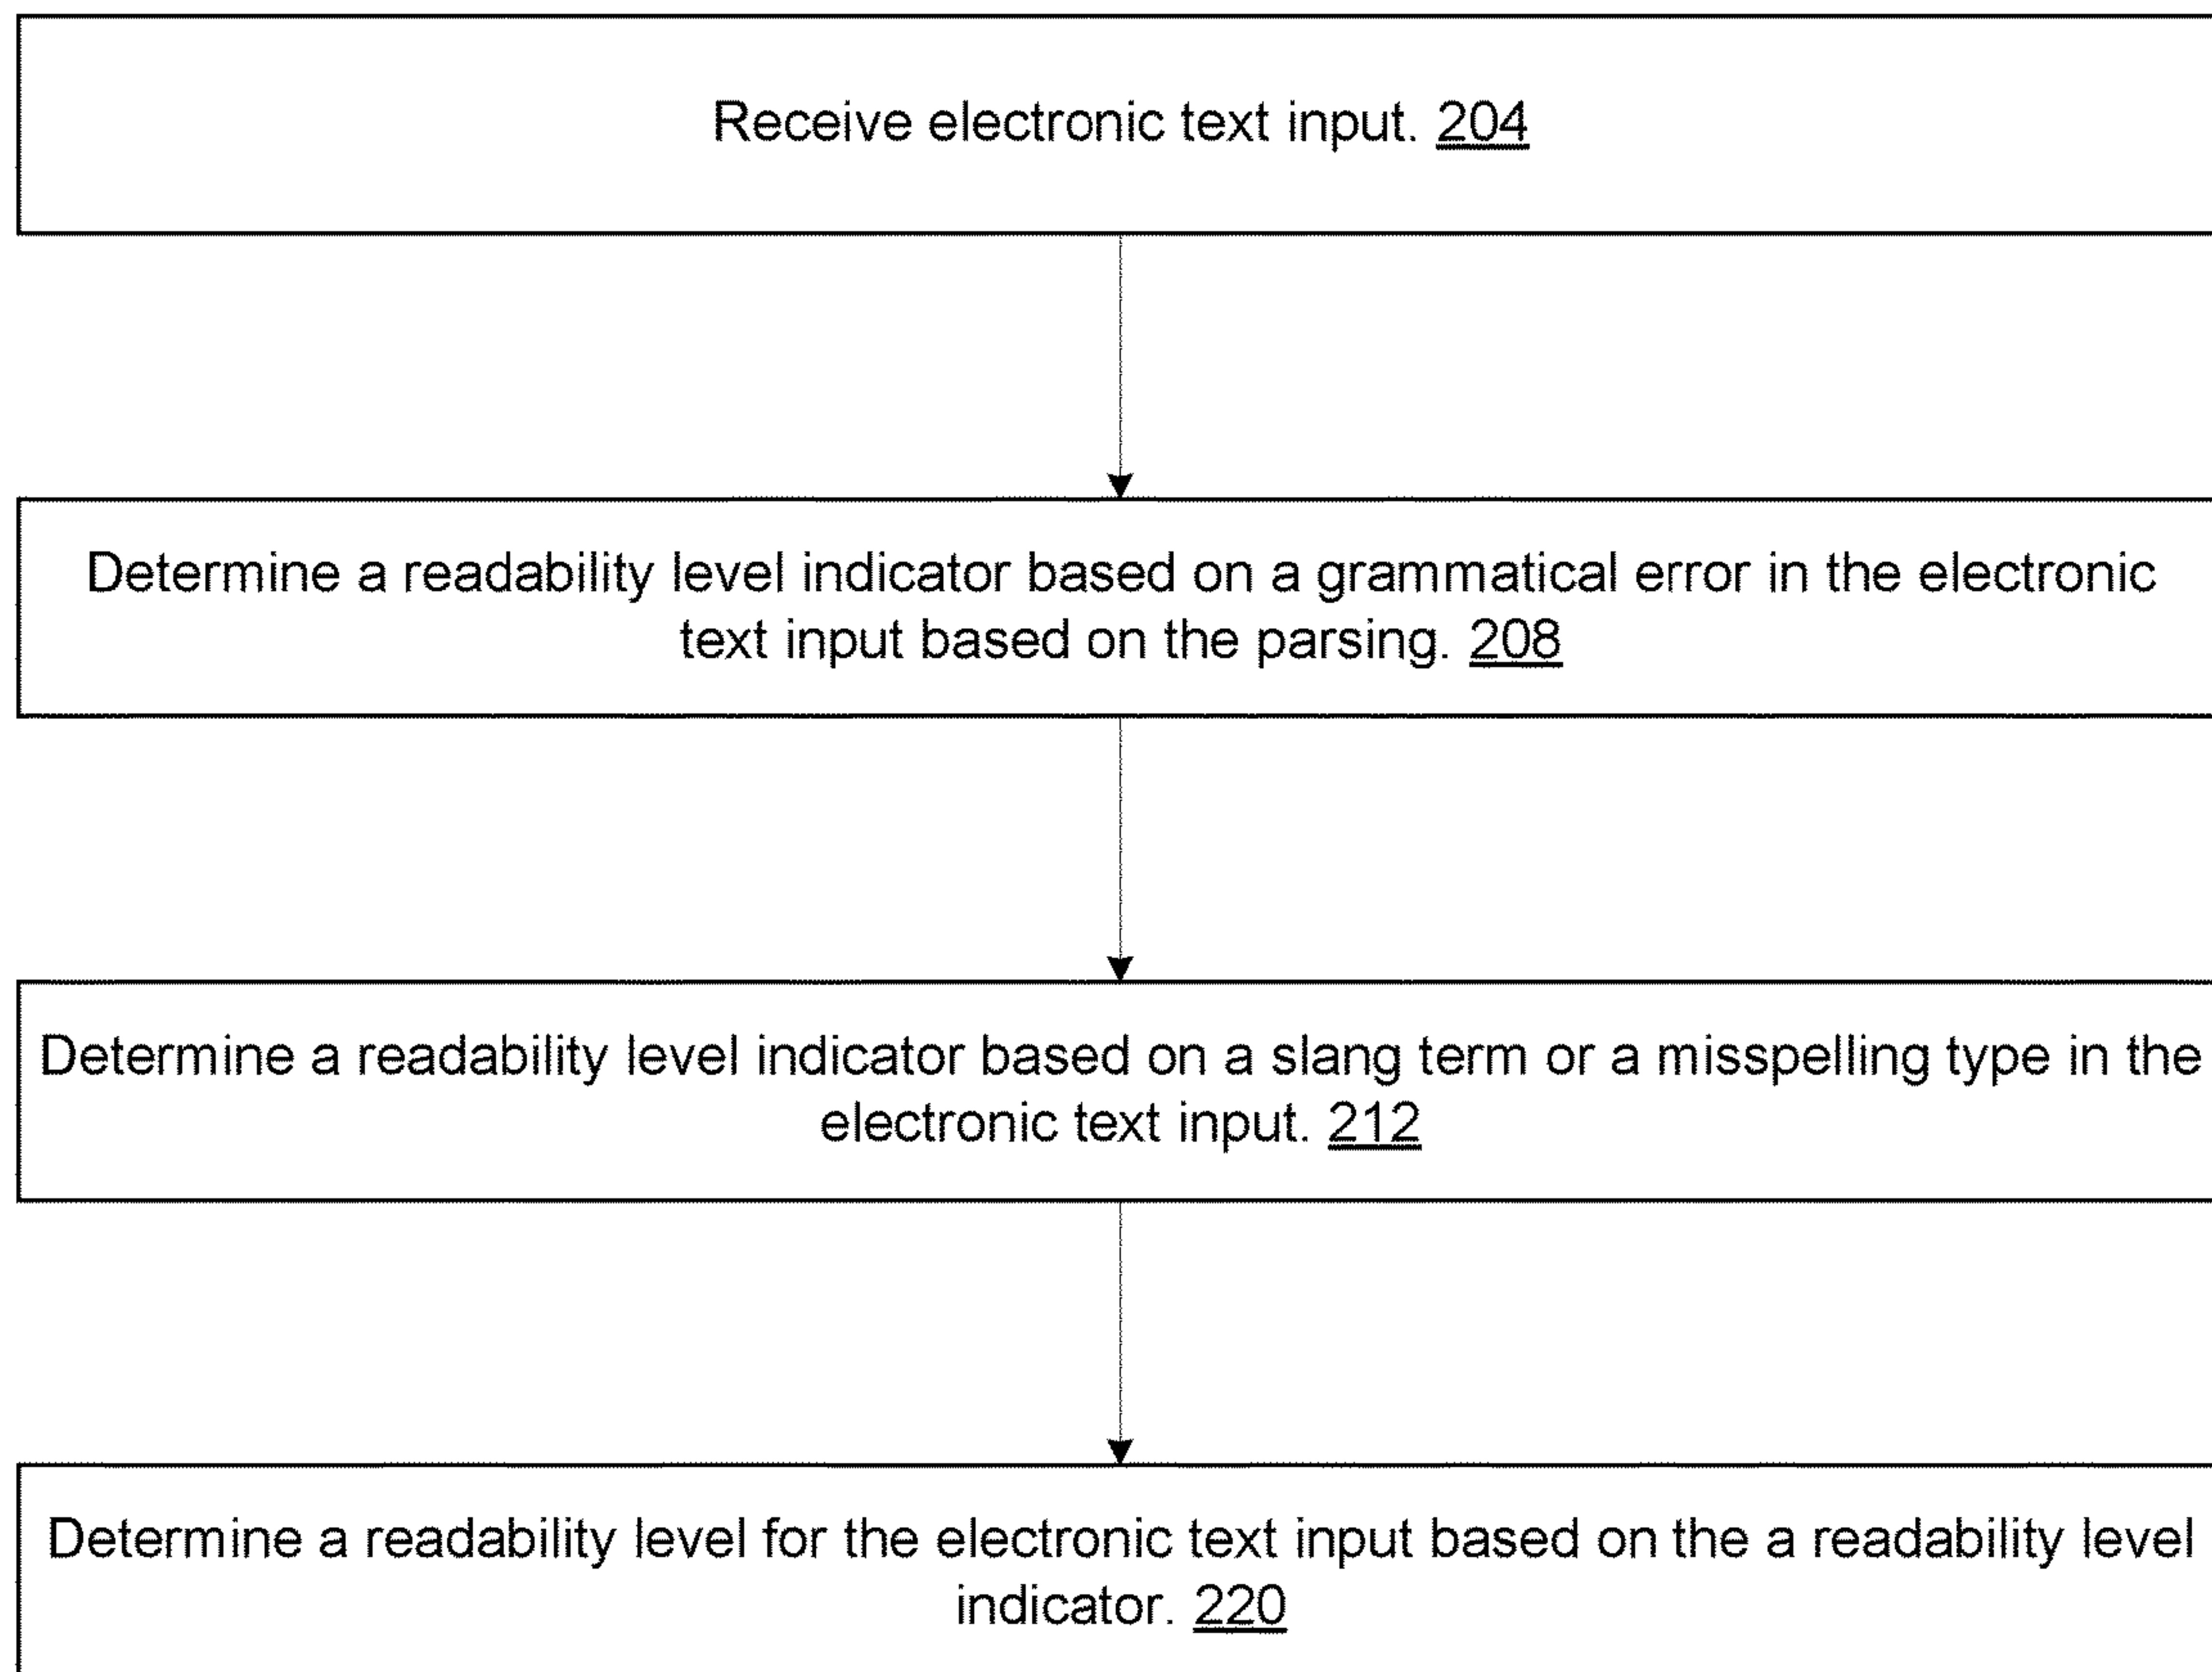 Receive electronic text input. 204
Determine a readability level indicator based on a grammatical error in the electronic
text input based on the parsing. 208
Determine a readability level indicator based on a slang term or a misspelling type in the
electronic text input. 212
Determine a readability level for the electronic text input based on the a readability level
indicator. 220